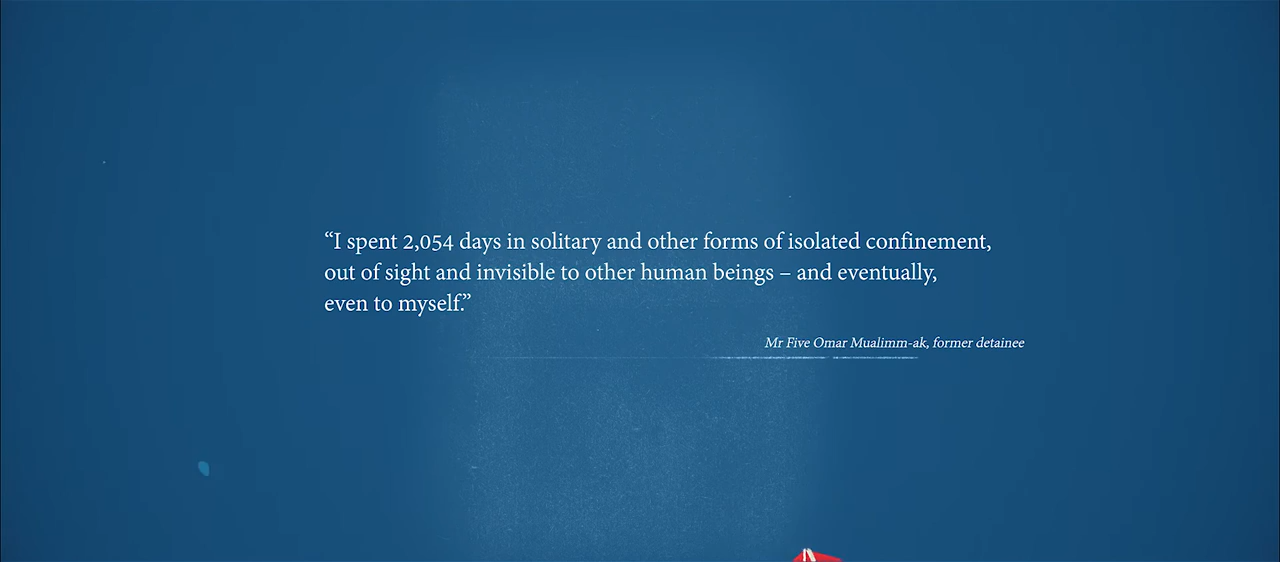 “I spent 2,054 days in solitary and other forms of isolated confinement,
out of sight and invisible to other human beings – and eventually,
even to myself.”
Mr Five Omar Mualimm-ak, former detainee